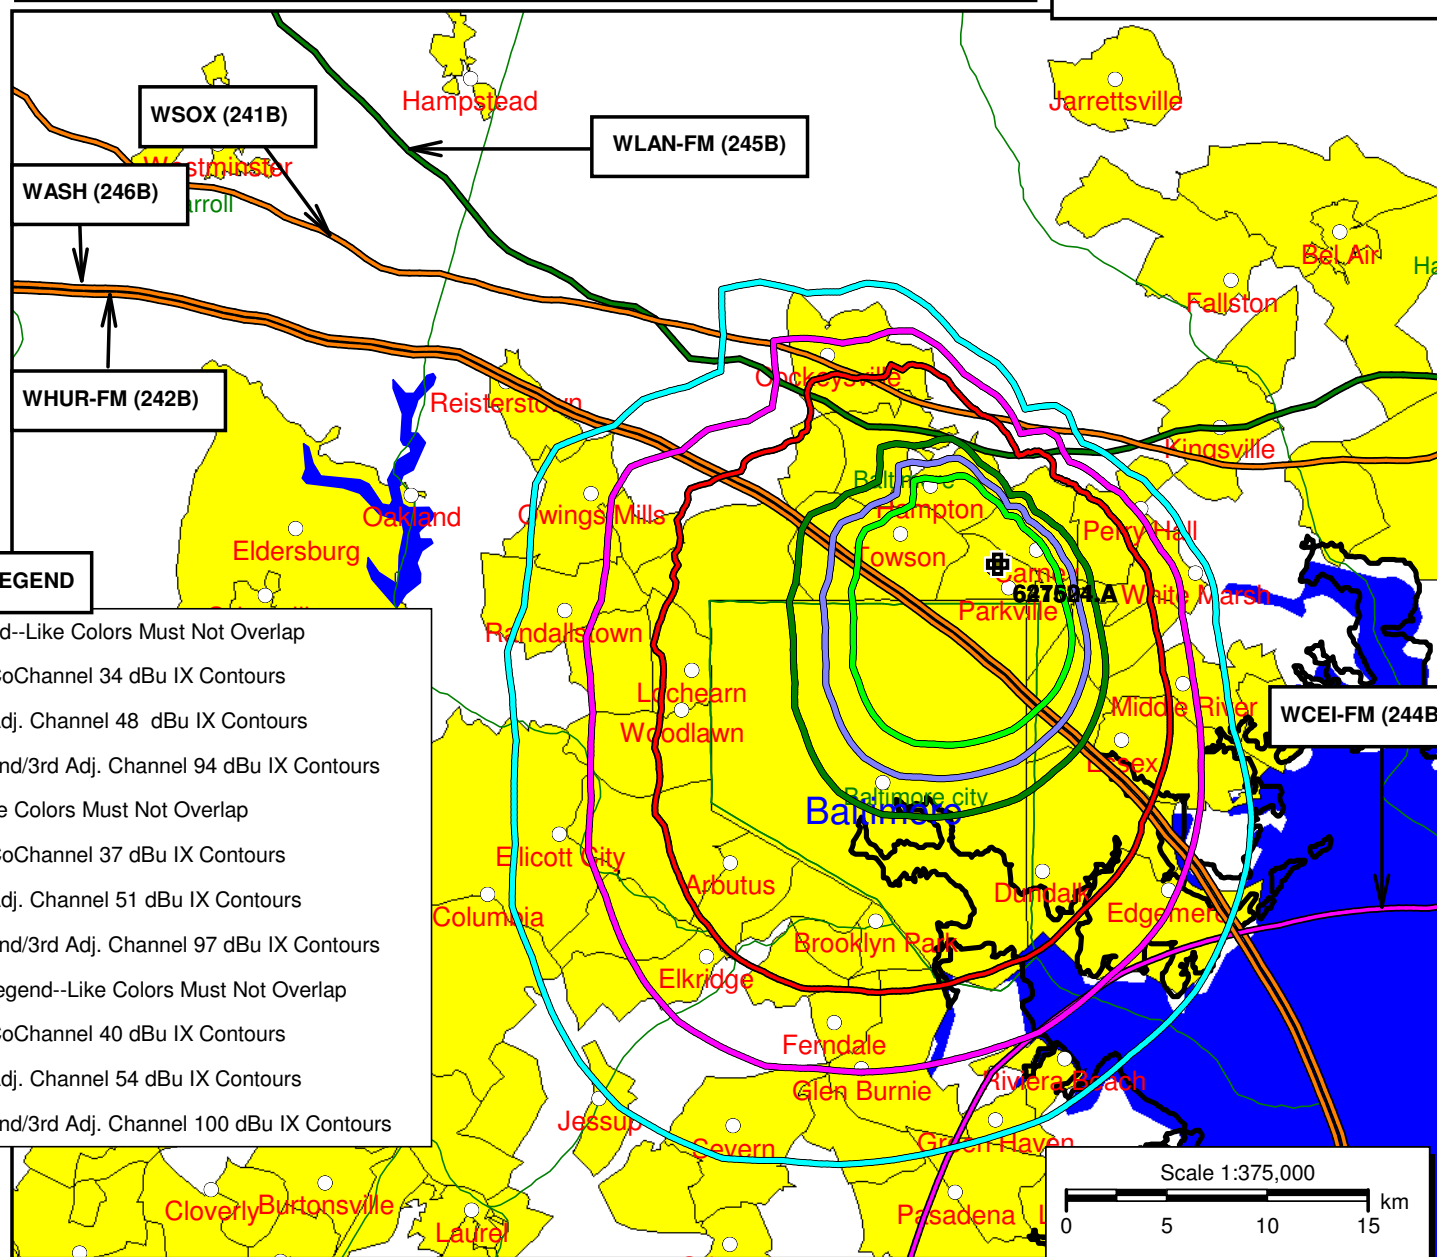 Hampstead
Jarrettsville
WSOX (241B)
WLAN-FM (245B)
WASH (246B)
Bel Air
Fallston
WHUR-FM (242B)
Cockeysville
Reisterstown
Kingsville
Baltimore
Hampton
Owings Mills
Oakland
Perry Hall
Eldersburg
Towson
White Marsh
Parkville
Randallstown
Lochearn
Middle River
WCEI-FM (244B
Woodlawn
Essex
Baltimore city
Baltimore
Ellicott City
Arbutus
Dundalk
Columbia
Edgemere
Brooklyn Park
Elkridge
Ferndale
Riviera Beach
Glen Burnie
Jessup
Severn
Green Haven
Cloverly
Burtonsville
Laurel
Pasadena
EGEND
d--Like Colors Must Not Overlap
CoChannel 34 dBu IX Contours
dj. Channel 48 dBu IX Contours
nd/3rd Adj. Channel 94 dBu IX Contours
e Colors Must Not Overlap
CoChannel 37 dBu IX Contours
dj. Channel 51 dBu IX Contours
nd/3rd Adj. Channel 97 dBu IX Contours
egend--Like Colors Must Not Overlap
CoChannel 40 dBu IX Contours
dj. Channel 54 dBu IX Contours
nd/3rd Adj. Channel 100 dBu IX Contours
Scale 1:375,000
km
0 5 10 15